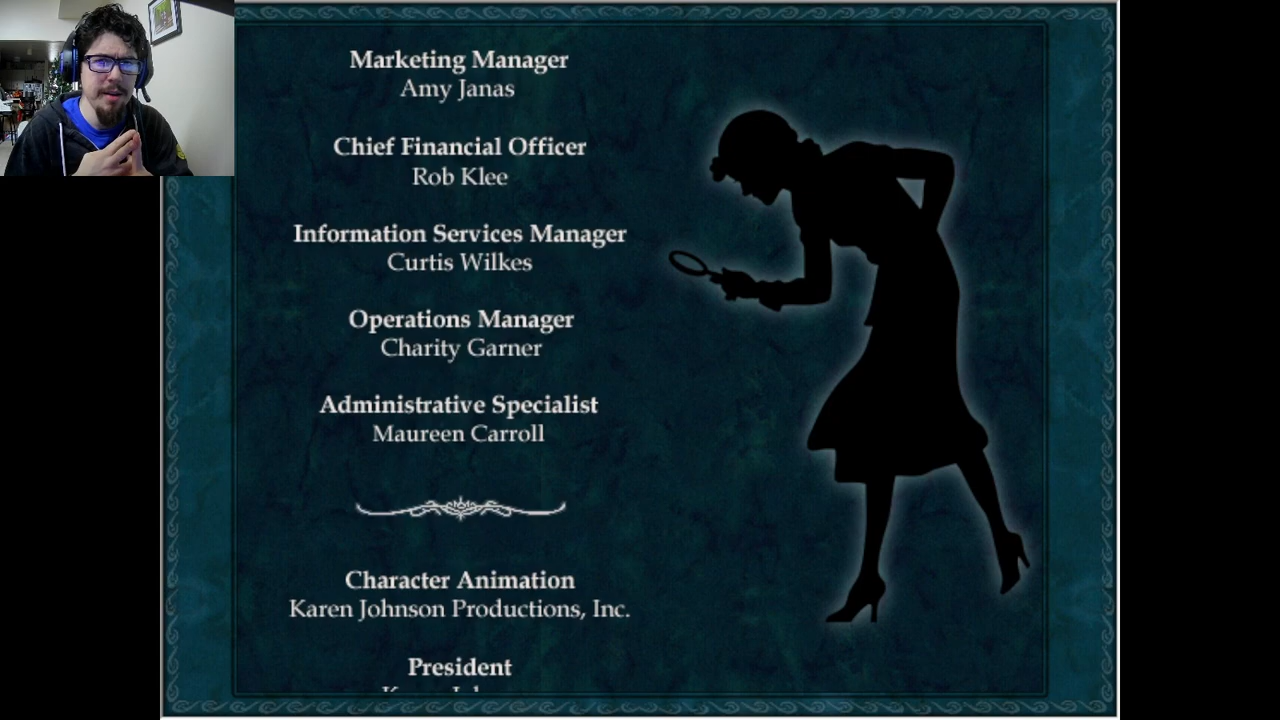 Marketing Manager
Amy Janas
Chief Financial Officer
Rob Klee
Information Services Manager
Curtis Wilkes
Operations Manager
Charity Garner
Administrative Specialist
Maureen Carroll
Character Animation
Karen Johnson Productions, Inc.
President